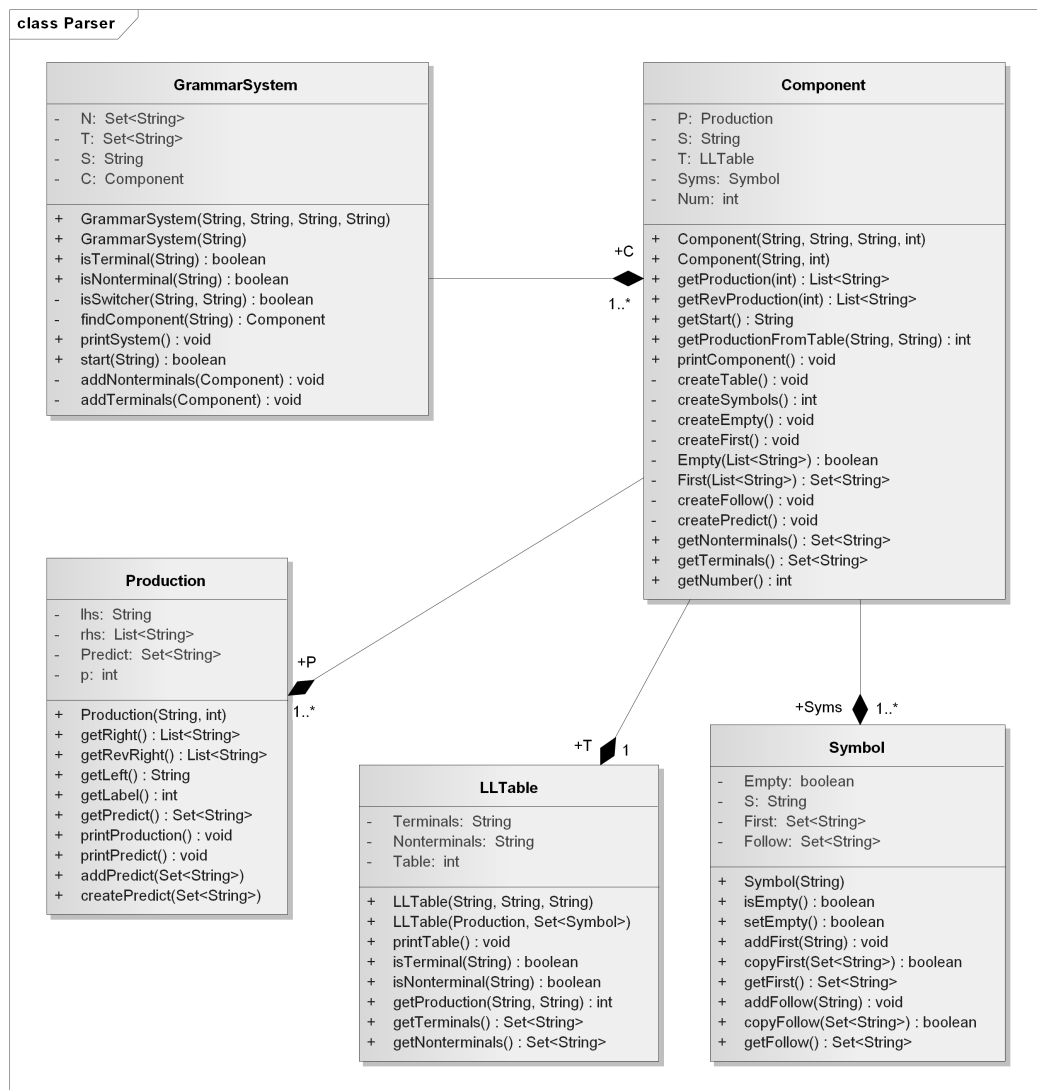 class Parser
GrammarSystem
- N: Set<String>
- T: Set<String>
- S: String
- C: Component
+ GrammarSystem(String, String, String, String)
+ GrammarSystem(String)
+ isTerminal(String) : boolean
+ isNonterminal(String) : boolean
- isSwitcher(String, String) : boolean
- findComponent(String) : Component
+ printSystem() : void
+ start(String) : boolean
- addNonterminals(Component) : void
- addTerminals(Component) : void
+C
1..*
Component
- P: Production
- S: String
- T: LLTable
- Syms: Symbol
- Num: int
+ Component(String, String, String, int)
+ Component(String, int)
+ getProduction(int) : List<String>
+ getRevProduction(int) : List<String>
+ getStart() : String
+ getProductionFromTable(String, String) : int
+ printComponent() : void
- createTable() : void
- createSymbols() : int
- createEmpty() : void
- createFirst() : void
- Empty(List<String>) : boolean
- First(List<String>) : Set<String>
- createFollow() : void
- createPredict() : void
+ getNonterminals() : Set<String>
+ getTerminals() : Set<String>
+ getNumber() : int
Production
- lhs: String
- rhs: List<String>
- Predict: Set<String>
- p: int
+ Production(String, int)
+ getRight() : List<String>
+ getRevRight() : List<String>
+ getLeft() : String
+ getLabel() : int
+ getPredict() : Set<String>
+ printProduction() : void
+ printPredict() : void
+ addPredict(Set<String>)
+ createPredict(Set<String>)
+P
1..*
+T
1
LLTable
- Terminals: String
- Nonterminals: String
- Table: int
+ LLTable(String, String, String)
+ LLTable(Production, Set<Symbol>)
+ printTable() : void
+ isTerminal(String) : boolean
+ isNonterminal(String) : boolean
+ getProduction(String, String) : int
+ getTerminals() : Set<String>
+ getNonterminals() : Set<String>
+Syms
1..*
Symbol
- Empty: boolean
- S: String
- First: Set<String>
- Follow: Set<String>
+ Symbol(String)
+ isEmpty() : boolean
+ setEmpty() : boolean
+ addFirst(String) : void
+ copyFirst(Set<String>) : boolean
+ getFirst() : Set<String>
+ addFollow(String) : void
+ copyFollow(Set<String>) : boolean
+ getFollow() : Set<String>